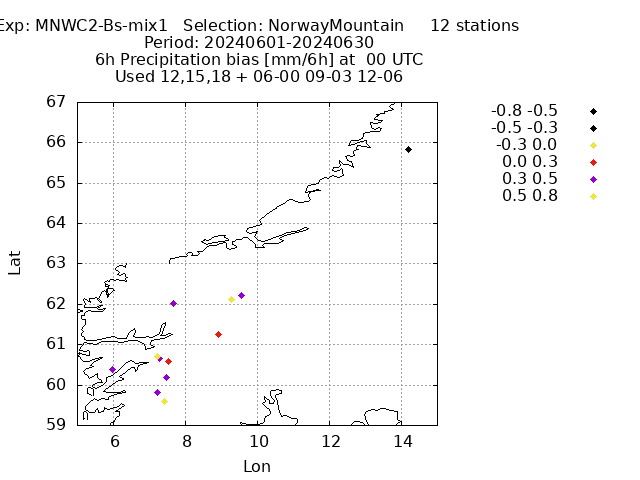 Exp: MNWC2-Bs-mix1 Selection: NorwayMountain 12 stations
Period: 20240601-20240630
6h Precipitation bias [mm/6h] at 00 UTC
Used 12,15,18 + 06-00 09-03 12-06
67
66
65
64
63
62
61
60
59
6 8 10 12 14
Lat
Lon
-0.8 -0.5
-0.5 -0.3
-0.3 0.0
0.0 0.3
0.3 0.5
0.5 0.8